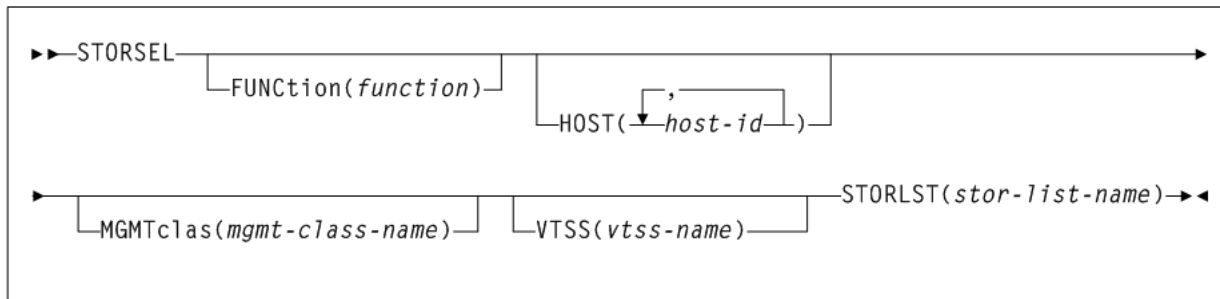 STORSEL
FUNCtion(function)
,
HOST( host-id )
MGMTclas(mgmt-class-name)
VTSS(vtss-name)
STORLST(stor-list-name)